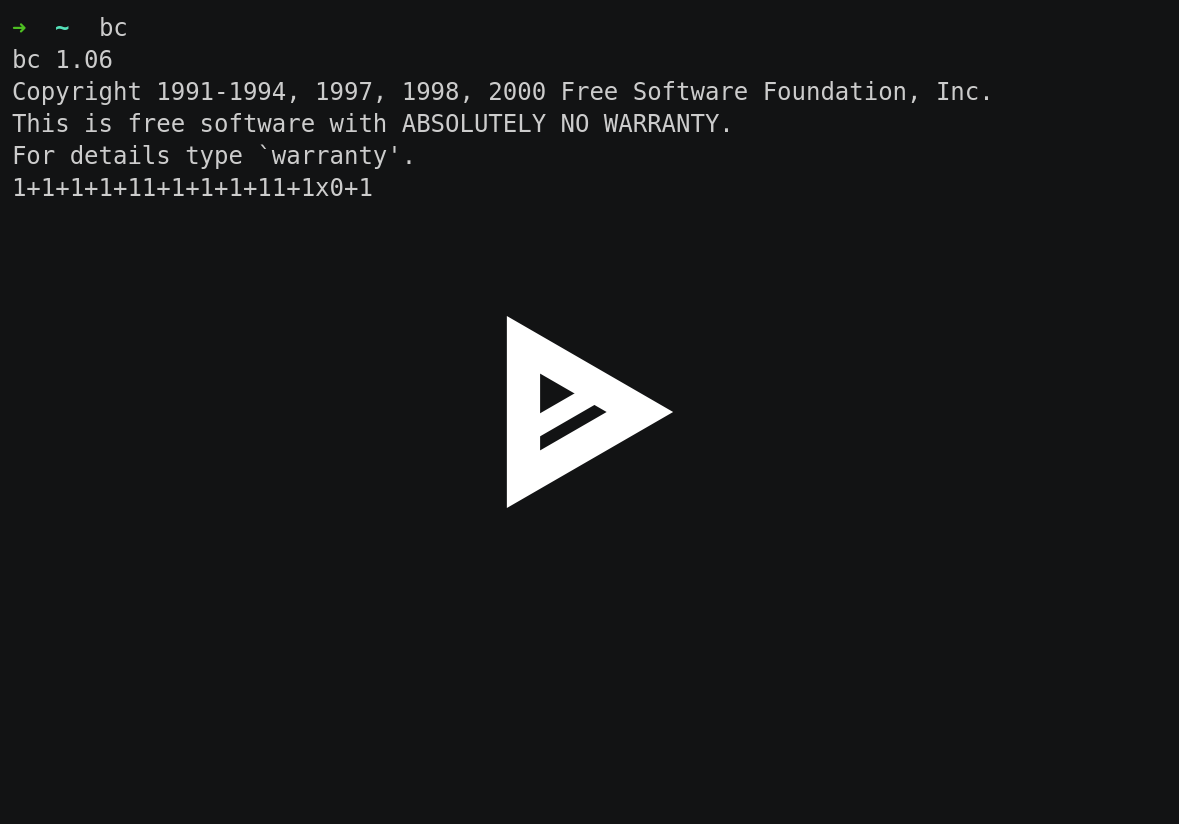 ➜  ~  bc
bc 1.06
Copyright 1991-1994, 1997, 1998, 2000 Free Software Foundation, Inc.
This is free software with ABSOLUTELY NO WARRANTY.
For details type `warranty'.
1+1+1+1+11+1+1+1+11+1x0+1